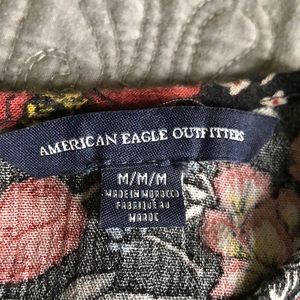 AMERICAN EAGLE OUTFITTERS
M/M/M
MADE IN MOROCCO
FABRIQUÉ AU
MAROC